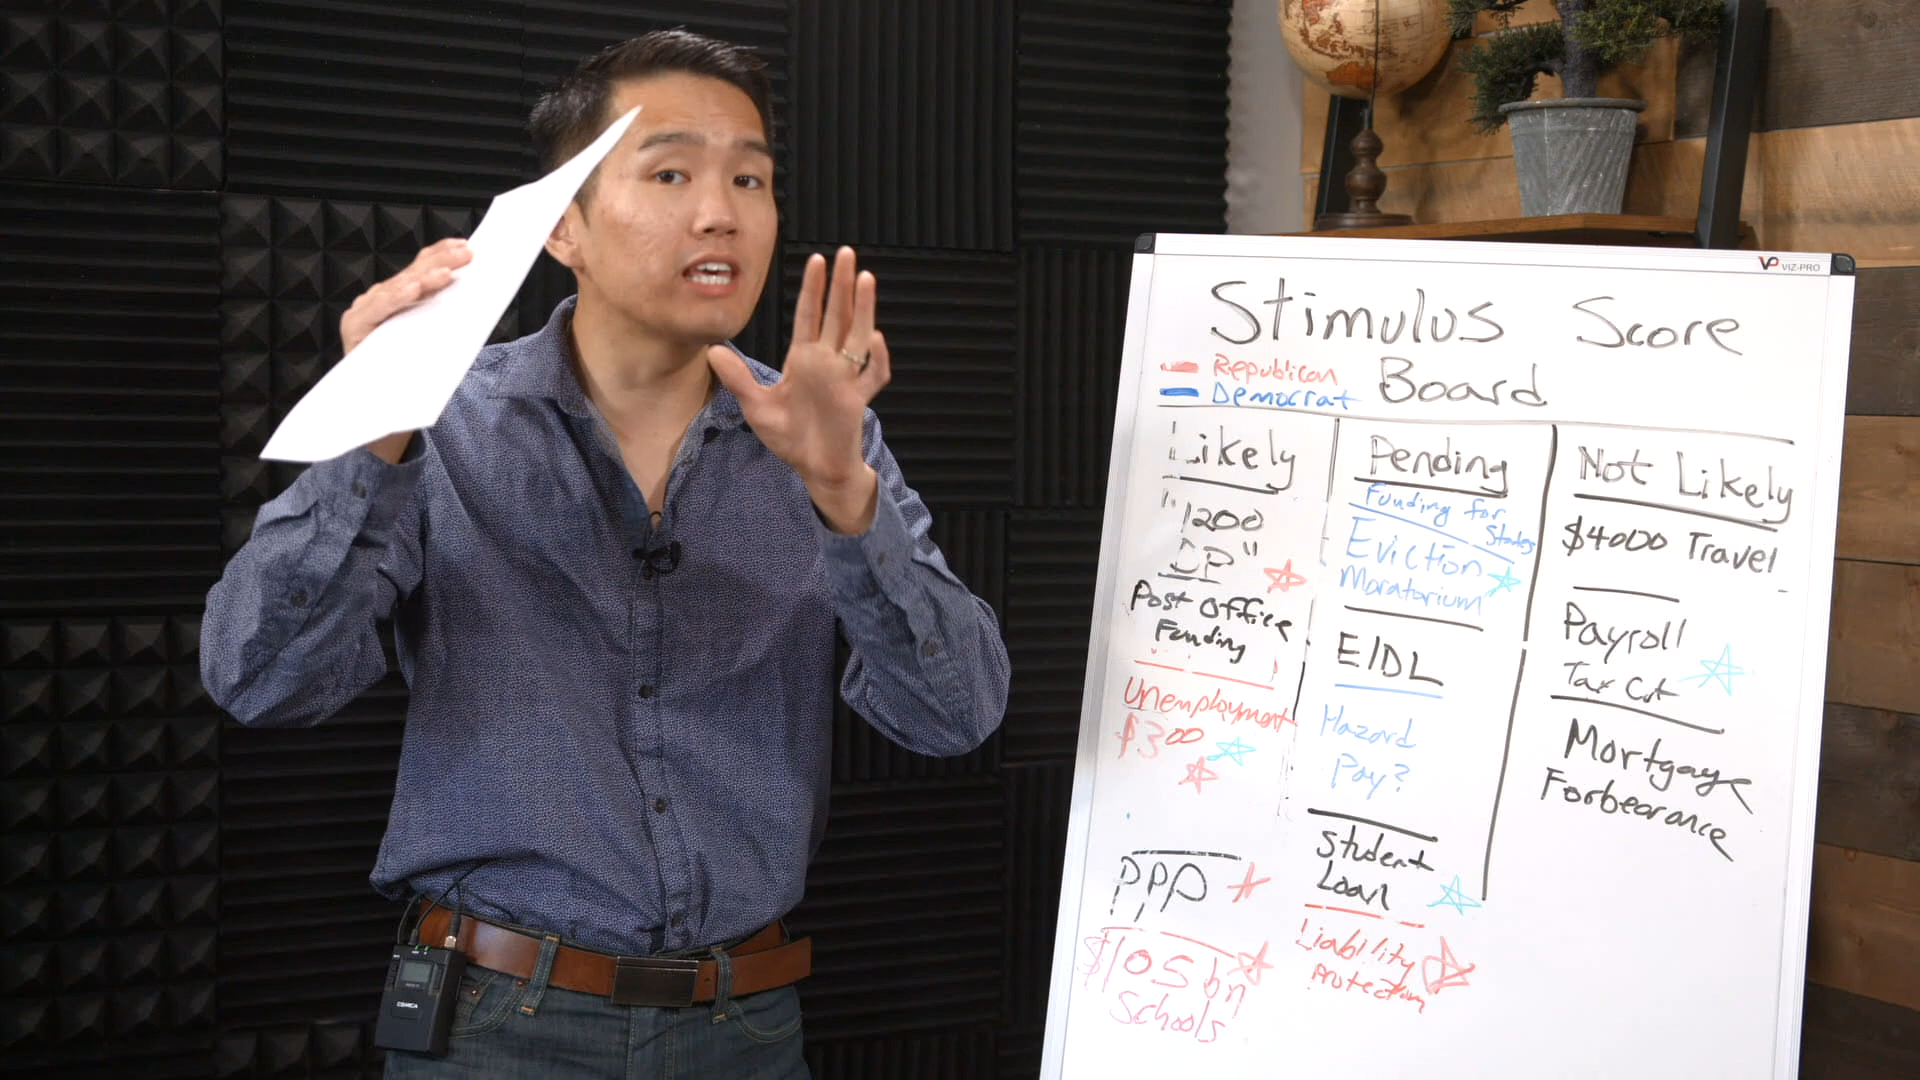 VIZ-PRO
Stimulus Score
Republican
Democrat
Board
Likely
"1200
DP"
Post Office
Funding
Unemployment
$300
PPP
$105 bn
Schools
Pending
Funding for
States
Eviction
Moratorium
EIDL
Hazard
Pay?
Student
Loan
Liability
Protection
Not Likely
$4000 Travel
Payroll
Tax Cut
Mortgage
Forbearance
COMICA